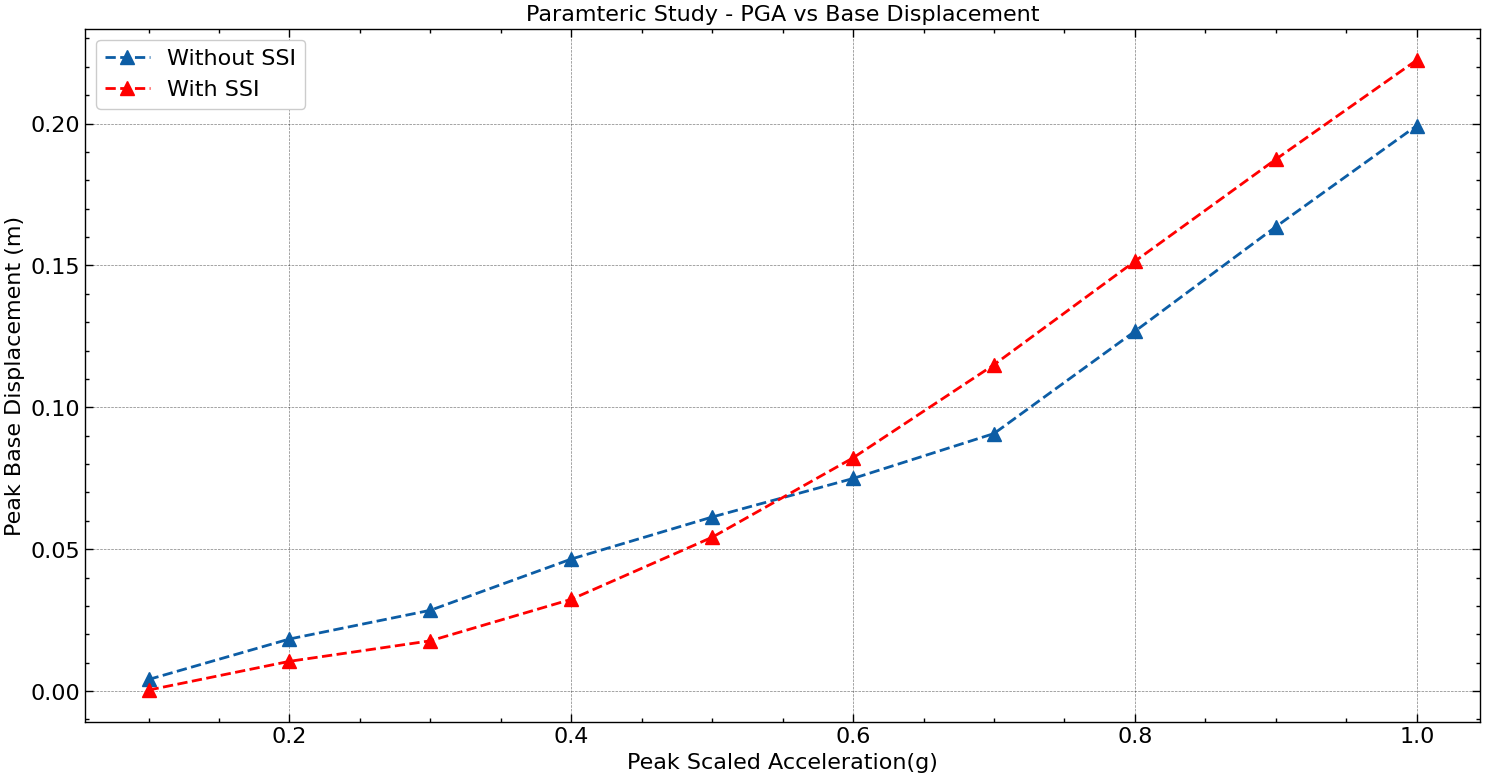 Paramteric Study - PGA vs Base Displacement
Without SSI
With SSI
Peak Base Displacement (m)
0.20
0.15
0.10
0.05
0.00
0.2 0.4 0.6 0.8 1.0
Peak Scaled Acceleration(g)